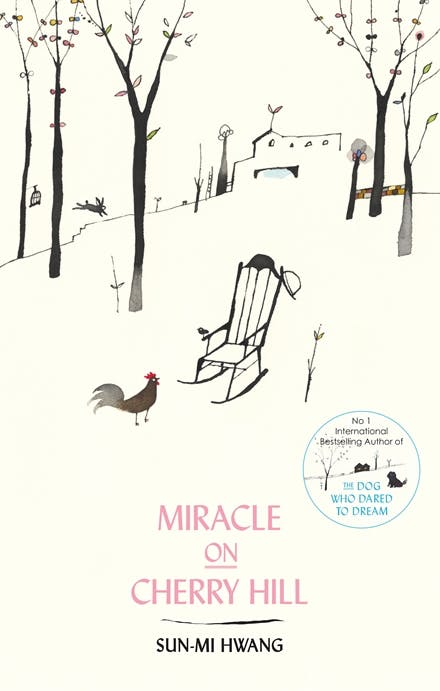 No 1
International
Bestselling Author of
THE DOG
WHO DARED
TO DREAM
MIRACLE
ON
CHERRY HILL
SUN-MI HWANG